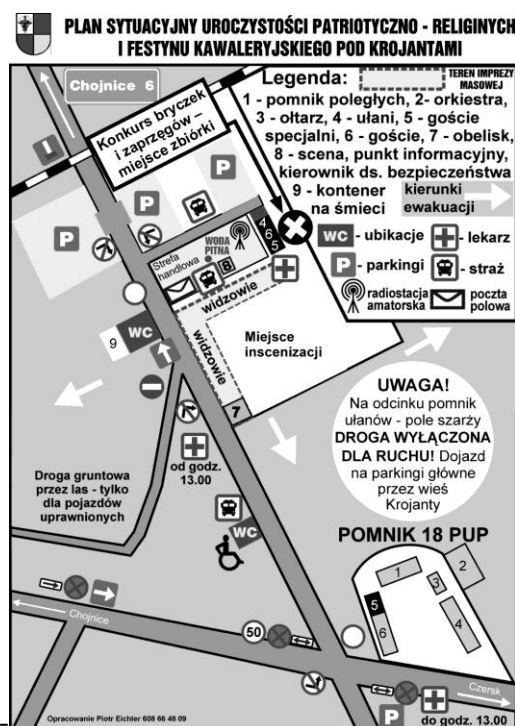 PLAN SYTUACYJNY UROCZYSTOŚCI PATRIOTYCZNO - RELIGINYCH
I FESTYNU KAWALERYJSKIEGO POD KROJANTAMI
Chojnice 6
Konkurs bryczek
i zaprzęgów –
miejsce zbiórki
Legenda:
TEREN IMPREZY
MASOWEJ
1 - pomnik poległych, 2- orkiestra,
3 - ołtarz, 4 - ułani, 5 - goście
specjalni, 6 - goście, 7 - obelisk,
8 - scena, punkt informacyjny,
kierownik ds. bezpieczeństwa
9 - kontener
na śmieci
kierunki
ewakuacji
WC - ubikacje
- lekarz
P - parkingi
- straż
radiostacja
amatorska
poczta
polowa
P
P
P
Strefa
handlowa
WODA
PITNA
8
4
6
5
widzowie
widzowie
Miejsce
inscenizacji
9
WC
7
od godz.
13.00
Droga gruntowa
przez las - tylko
dla pojazdów
uprawnionych
WC
UWAGA!
Na odcinku pomnik
ułanów - pole szarży
DROGA WYŁĄCZONA
DLA RUCHU! Dojazd
na parkingi główne
przez wieś
Krojanty
POMNIK 18 PUP
1
2
3
5
4
6
Chojnice
50
Czersk
P
do godz. 13.00
Opracowanie Piotr Eichler 608 66 48 09